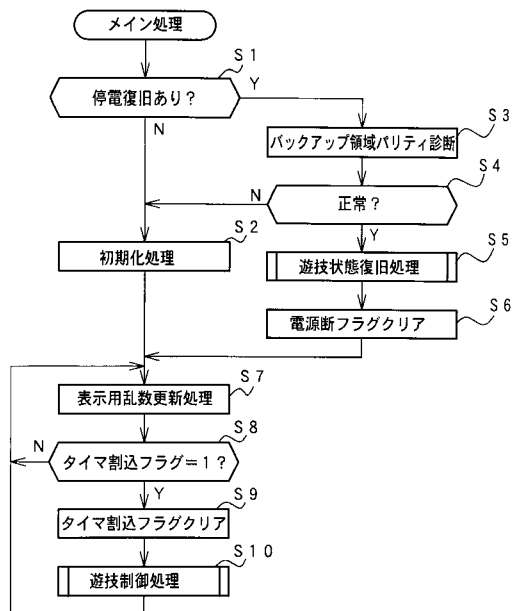 メイン処理
S1
停電復旧あり?
Y
N
S3
バックアップ領域パリティ診断
S4
正常?
N
Y
S2
初期化処理
S5
遊技状態復旧処理
S6
電源断フラグクリア
S7
表示用乱数更新処理
S8
タイマ割込フラグ=1?
N
Y
S9
タイマ割込フラグクリア
S10
遊技制御処理